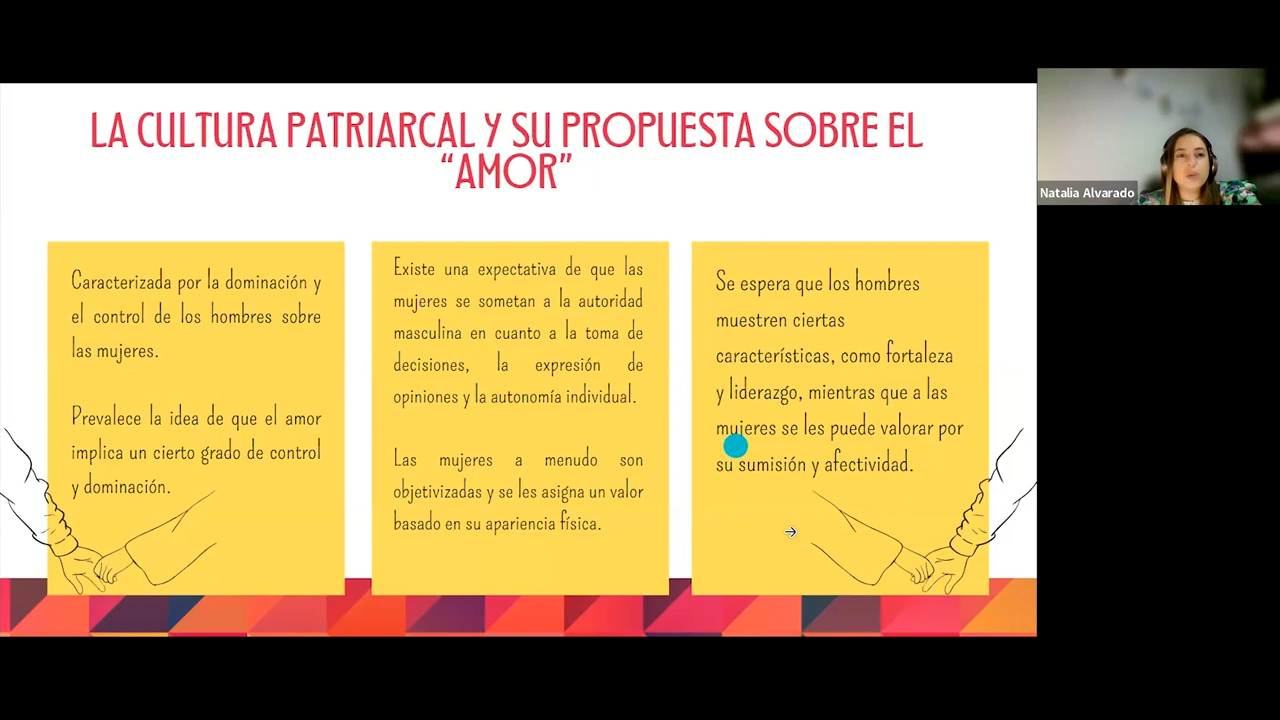 LA CULTURA PATRIARCAL Y SU PROPUESTA SOBRE EL
“AMOR”
Caracterizada por la dominación y
el control de los hombres sobre
las mujeres.
Prevalece la idea de que el amor
implica un cierto grado de control
y dominación.
Existe una expectativa de que las
mujeres se sometan a la autoridad
masculina en cuanto a la toma de
decisiones, la expresión de
opiniones y la autonomía individual.
Las mujeres a menudo son
objetivizadas y se les asigna un valor
basado en su apariencia física.
Se espera que los hombres
muestren ciertas
características, como fortaleza
y liderazgo, mientras que a las
mujeres se les puede valorar por
su sumisión y afectividad.
Natalia Alvarado